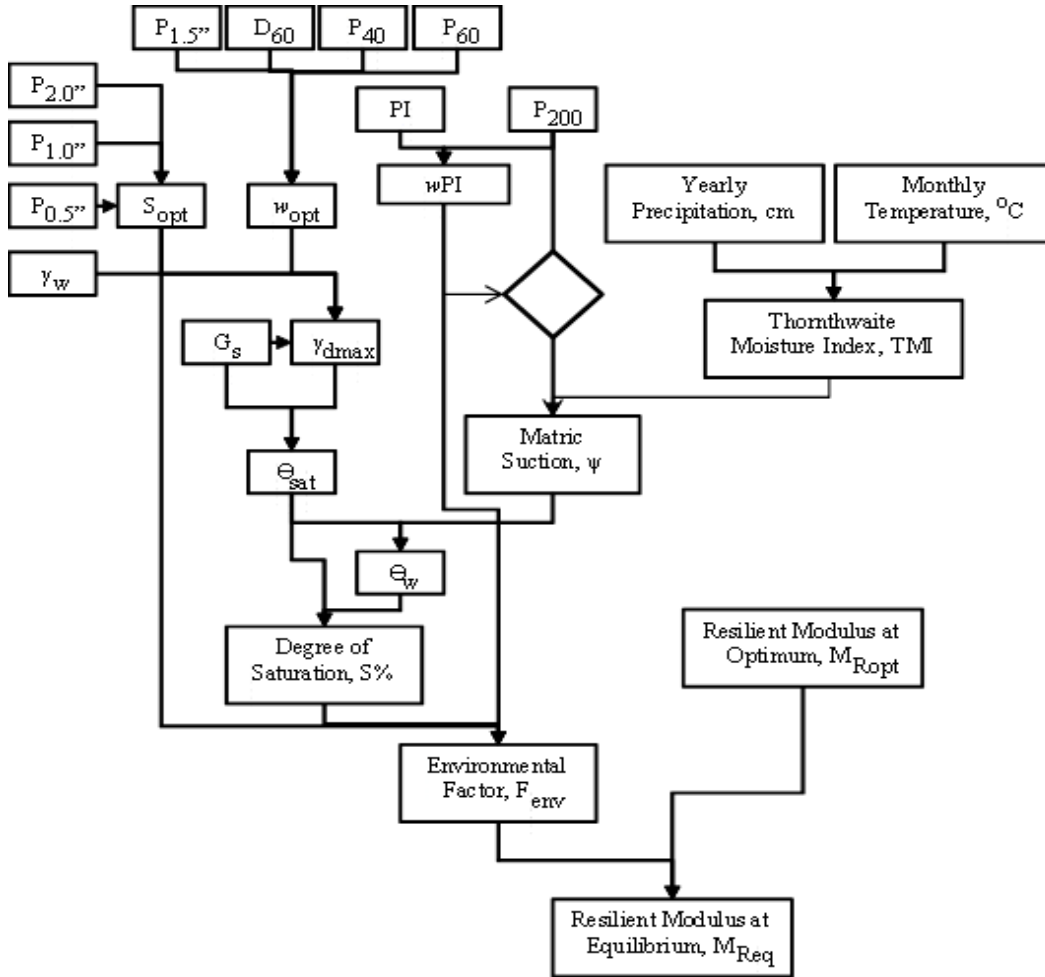 P1.5” D60 P40 P60
P2.0”
PI P200
P1.0”
wPI
Yearly
Precipitation, cm
Monthly
Temperature, °C
P0.5” Sopt wopt
γw
Gs γdmax
Thornthwaite
Moisture Index, TMI
Matric
Suction, ψ
Θsat
Θw
Degree of
Saturation, S%
Resilient Modulus at
Optimum, MRopt
Environmental
Factor, Fenv
Resilient Modulus at
Equilibrium, MReq